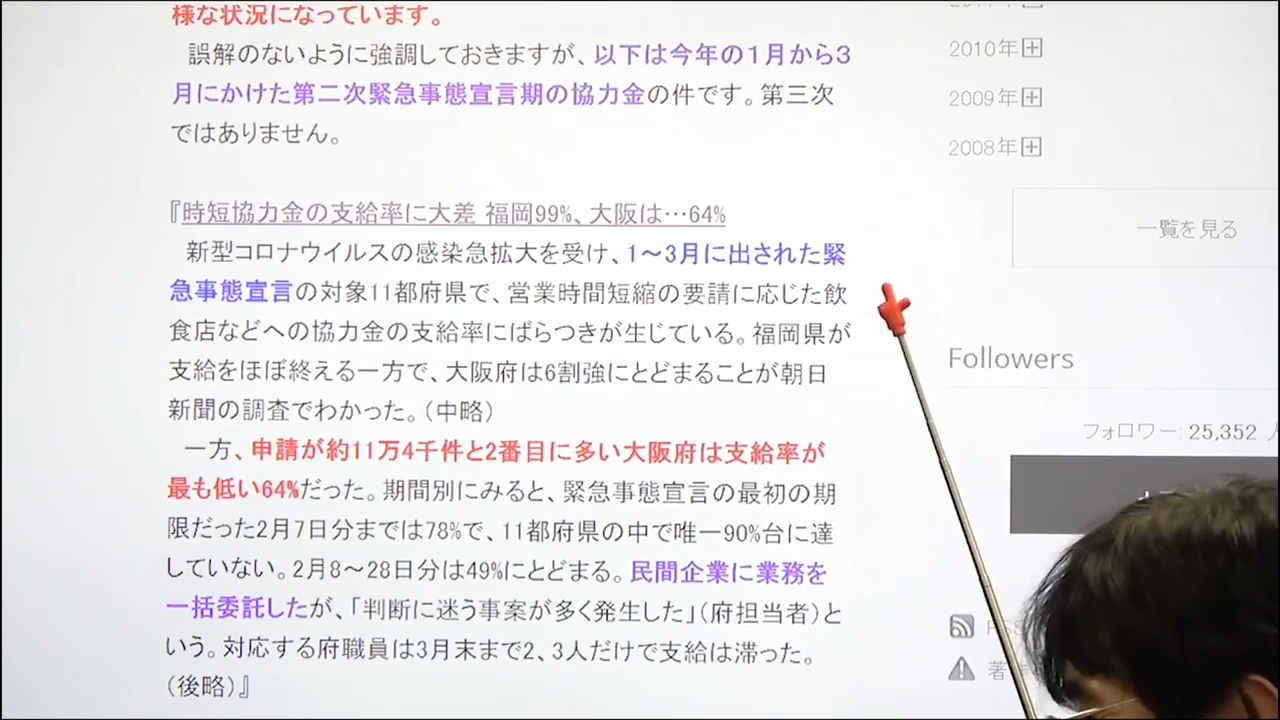 様な状況になっています。
誤解のないように強調しておきますが、以下は今年の１月から３
月にかけた第二次緊急事態宣言期の協力金の件です。第三次
ではありません。
『時短協力金の支給率に大差 福岡99%、大阪は…64%
新型コロナウイルスの感染急拡大を受け、1～3月に出された緊
急事態宣言の対象11都府県で、営業時間短縮の要請に応じた飲
食店などへの協力金の支給率にばらつきが生じている。福岡県が
支給をほぼ終える一方で、大阪府は6割強にとどまることが朝日
新聞の調査でわかった。（中略）
一方、申請が約11万4千件と2番目に多い大阪府は支給率が
最も低い64%だった。期間別にみると、緊急事態宣言の最初の期
限だった2月7日分までは78%で、11都府県の中で唯一90%台に達
していない。2月8～28日分は49%にとどまる。民間企業に業務を
一括委託したが、「判断に迷う事案が多く発生した」（府担当者）と
いう。対応する府職員は3月末まで2、3人だけで支給は滞った。
（後略）』
2010年
2009年
2008年
一覧を見る
Followers
フォロワー: 25,352